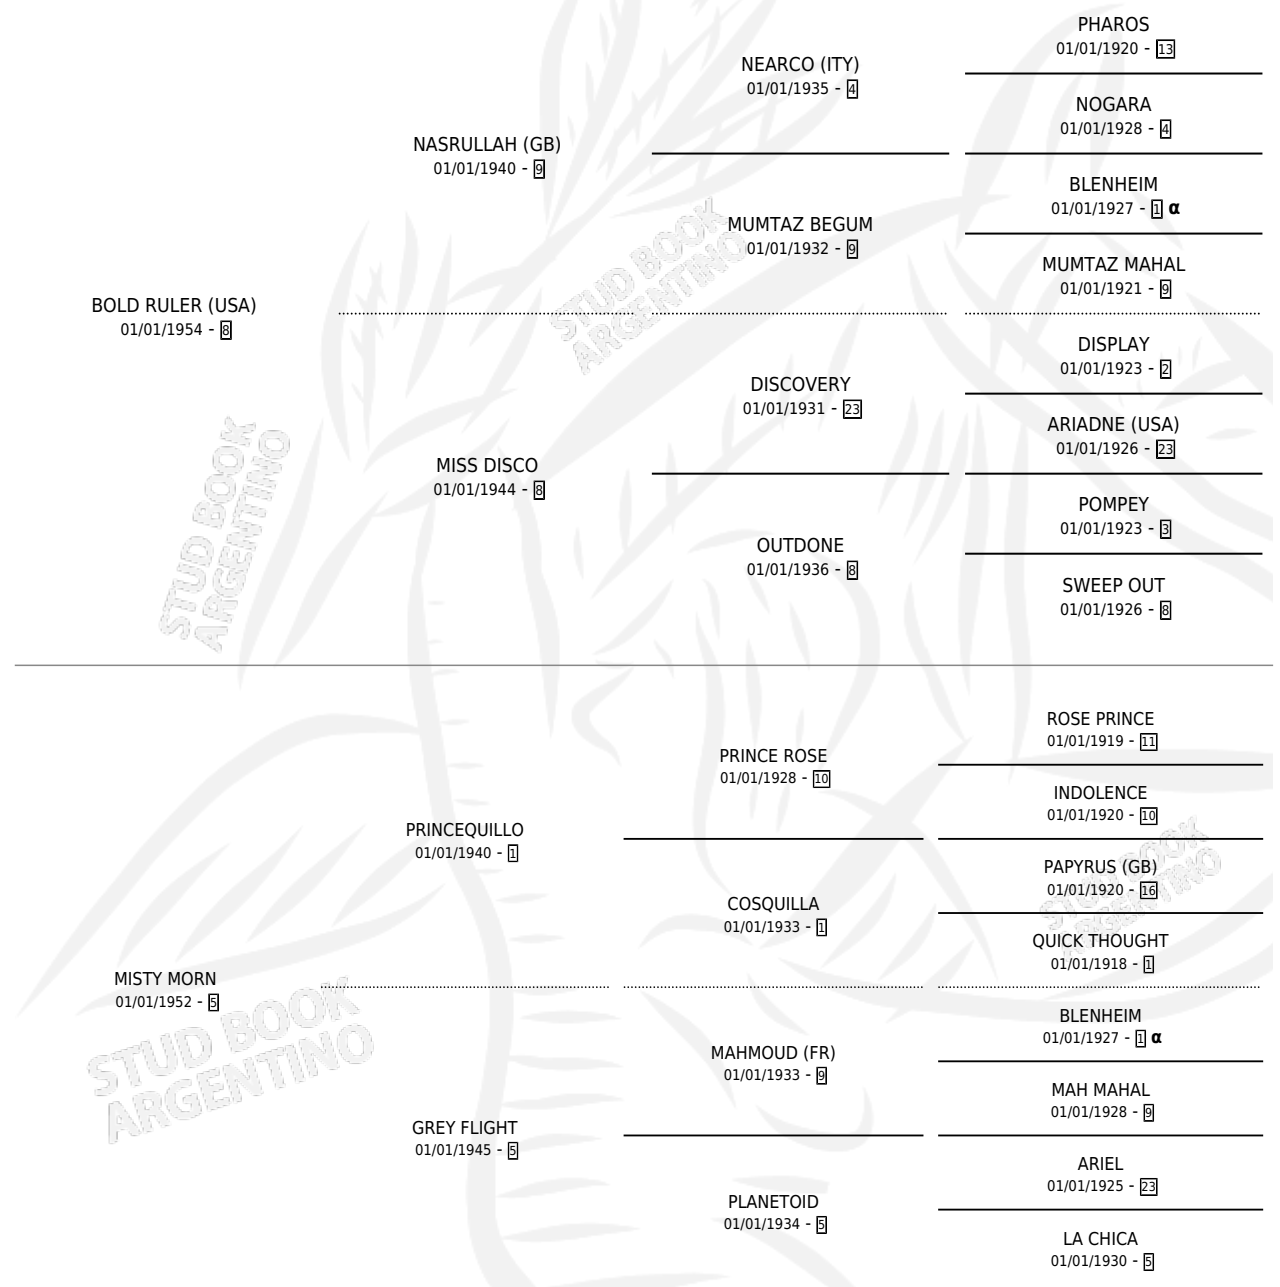 BOLD RULER (USA)
01/01/1954 - 8
NASRULLAH (GB)
01/01/1940 - 9
NEARCO (ITY)
01/01/1935 - 4
PHAROS
01/01/1920 - 13
NOGARA
01/01/1928 - 4
MUMTAZ BEGUM
01/01/1932 - 9
BLENHEIM
01/01/1927 - 1 α
MUMTAZ MAHAL
01/01/1921 - 9
MISS DISCO
01/01/1944 - 8
DISCOVERY
01/01/1931 - 23
DISPLAY
01/01/1923 - 2
ARIADNE (USA)
01/01/1926 - 23
OUTDONE
01/01/1936 - 8
POMPEY
01/01/1923 - 3
SWEEP OUT
01/01/1926 - 8
MISTY MORN
01/01/1952 - 5
PRINCEQUILLO
01/01/1940 - 1
PRINCE ROSE
01/01/1928 - 10
ROSE PRINCE
01/01/1919 - 11
INDOLENCE
01/01/1920 - 10
COSQUILLA
01/01/1933 - 1
PAPYRUS (GB)
01/01/1920 - 16
QUICK THOUGHT
01/01/1918 - 1
GREY FLIGHT
01/01/1945 - 5
MAHMOUD (FR)
01/01/1933 - 9
BLENHEIM
01/01/1927 - 1 α
MAH MAHAL
01/01/1928 - 9
PLANETOID
01/01/1934 - 5
ARIEL
01/01/1925 - 23
LA CHICA
01/01/1930 - 5
STUD BOOK
ARGENTINO
STUD BOOK
ARGENTINO
STUD BOOK
ARGENTINO
STUD BOOK
ARGENTINO